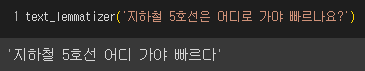 1 text_lemmatizer('지하철 5호선은 어디로 가야 빠르나요?')
'지하철 5호선 어디 가야 빠르다'